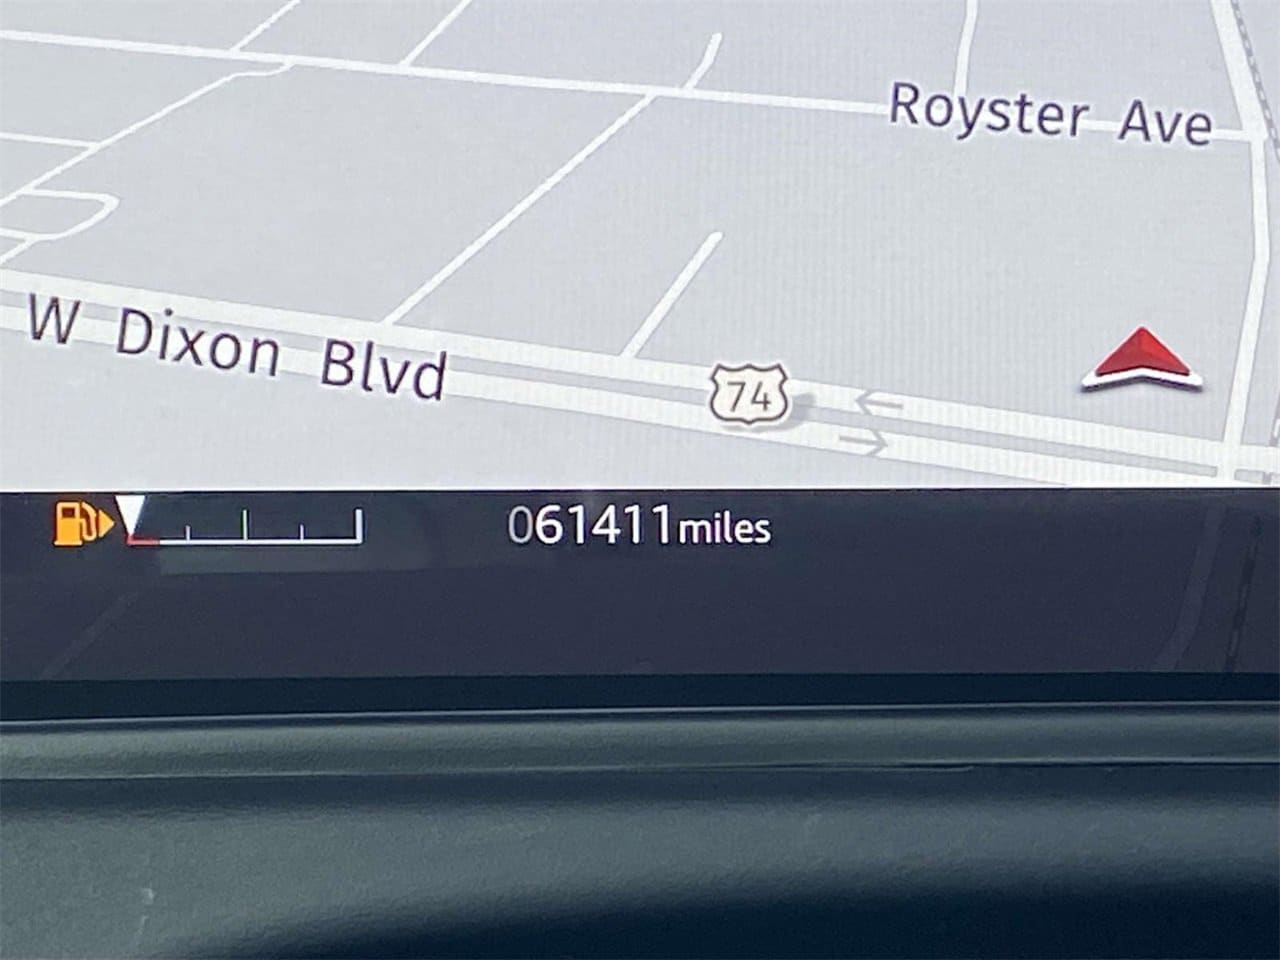 Royster Ave
W Dixon Blvd
74
061411miles